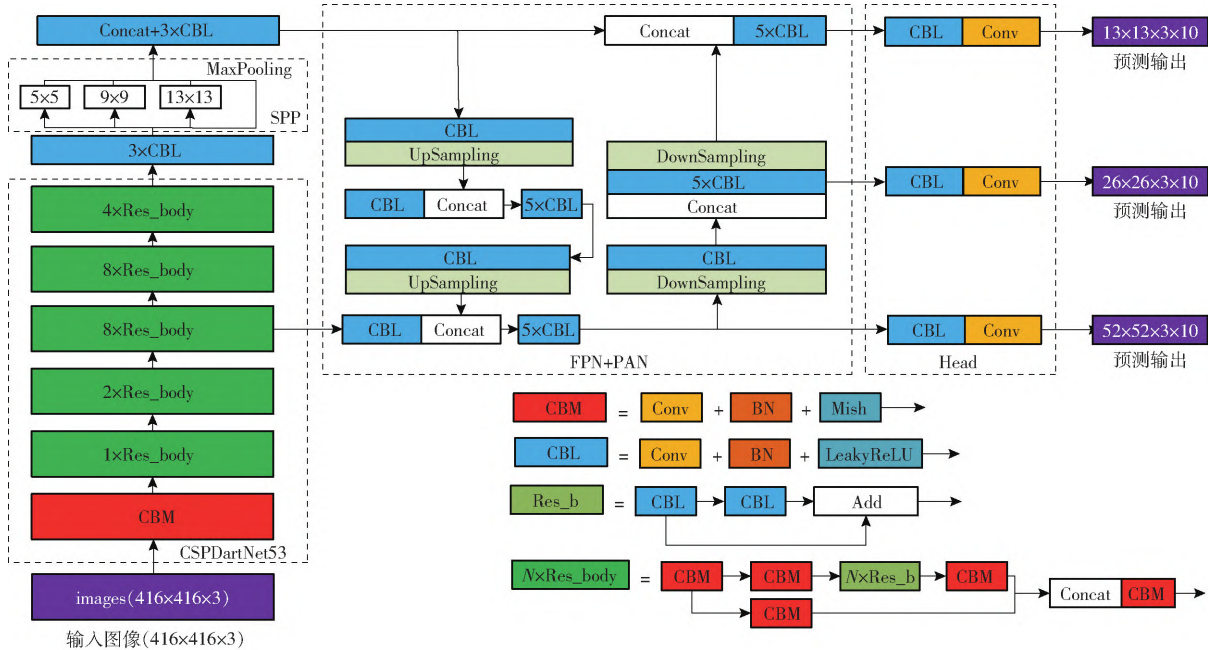 Concat+3×CBL
MaxPooling
5×5
9×9
13×13
SPP
3×CBL
4×Res_body
8×Res_body
8×Res_body
2×Res_body
1×Res_body
CBM
CSPDartNet53
images(416×416×3)
输入图像(416×416×3)
CBL
UpSampling
CBL
Concat
5×CBL
CBL
UpSampling
CBL
Concat
5×CBL
Concat
5×CBL
DownSampling
5×CBL
Concat
CBL
DownSampling
FPN+PAN
CBL
Conv
CBL
Conv
CBL
Conv
Head
13×13×3×10
预测输出
26×26×3×10
预测输出
52×52×3×10
预测输出
CBM = Conv + BN + Mish
CBL = Conv + BN + LeakyReLU
Res_b = CBL CBL Add
N×Res_body = CBM CBM N×Res_b CBM
CBM
Concat CBM